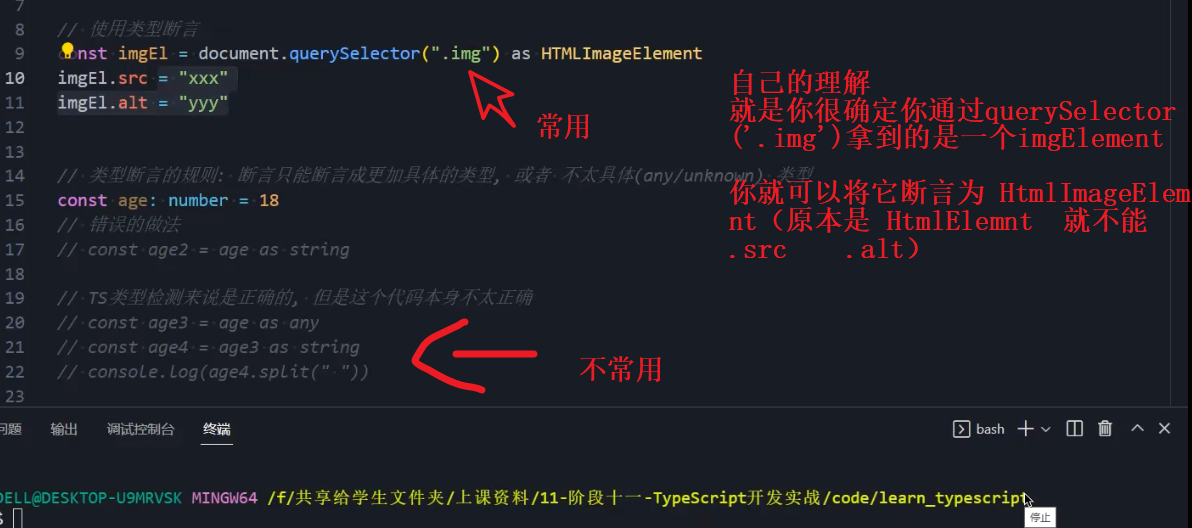 7
8 // 使用类型断言
9 const imgEl = document.querySelector(".img") as HTMLImageElement
10 imgEl.src = "xxx"
11 imgEl.alt = "yyy"
12
13
14 // 类型断言的规则: 断言只能断言成更加具体的类型, 或者 不太具体(any/unknown) 类型
15 const age: number = 18
16 // 错误的做法
17 // const age2 = age as string
18
19 // TS类型检测来说是正确的, 但是这个代码本身不太正确
20 // const age3 = age as any
21 // const age4 = age3 as string
22 // console.log(age4.split(" "))
23
常用
不常用
自己的理解
就是你很确定你通过querySelector
('.img')拿到的是一个imgElement
你就可以将它断言为 HtmlImageElem
nt（原本是 HtmlElemnt 就不能
.src .alt）
问题 输出 调试控制台 终端 bash
DELL@DESKTOP-U9MRVSK MINGW64 /f/共享给学生文件夹/上课资料/11-阶段十一-TypeScript开发实战/code/learn_typescript
$
停止